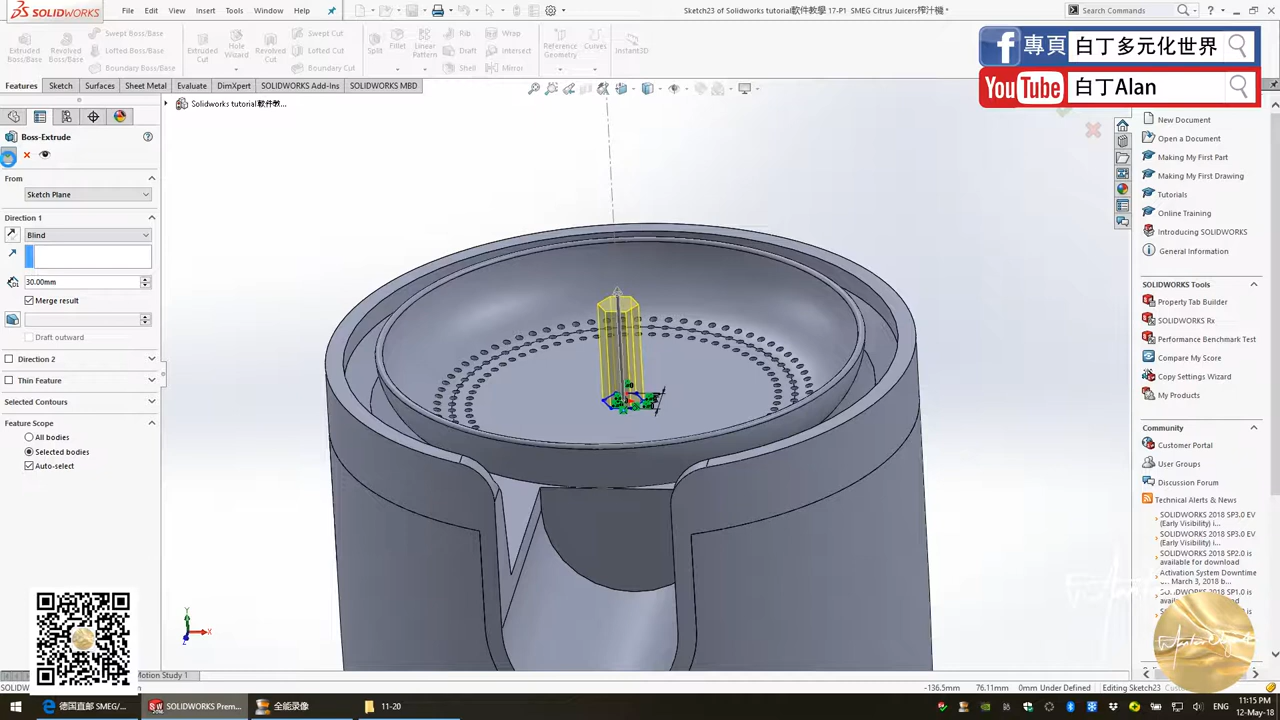 SOLIDWORKS
File
Edit
View
Insert
Tools
Window
Help
Sketch23 of Solidworks tutorial軟件教學 17-P1 SMEG Citrus Juicers榨汁機 *
Search Commands
Extruded Boss/Base
Revolved Boss/Base
Swept Boss/Base
Lofted Boss/Base
Boundary Boss/Base
Extruded Cut
Hole Wizard
Revolved Cut
Swept Cut
Lofted Cut
Boundary Cut
Split
Fillet
Linear Pattern
Rib
Draft
Shell
Wrap
Intersect
Mirror
Reference Geometry
Curves
Instant3D
f 專頁 白丁多元化世界
YouTube 白丁Alan
Features
Sketch
Surfaces
Sheet Metal
Evaluate
DimXpert
SOLIDWORKS Add-Ins
SOLIDWORKS MBD
Solidworks tutorial軟件教...
Boss-Extrude
From
Sketch Plane
Direction 1
Blind
30.00mm
Merge result
Draft outward
Direction 2
Thin Feature
Selected Contours
Feature Scope
All bodies
Selected bodies
Auto-select
New Document
Open a Document
Making My First Part
Making My First Drawing
Tutorials
Online Training
Introducing SOLIDWORKS
General Information
SOLIDWORKS Tools
Property Tab Builder
SOLIDWORKS Rx
Performance Benchmark Test
Compare My Score
Copy Settings Wizard
My Products
Community
Customer Portal
User Groups
Discussion Forum
Technical Alerts & News
SOLIDWORKS 2018 SP3.0 EV
(Early Visibility) i...
SOLIDWORKS 2018 SP3.0 EV
(Early Visibility) i...
SOLIDWORKS 2018 SP2.0 is
available for download
Activation System Downtime
March 3, 2018 b...
Y
X
Z
Motion Study 1
-136.5mm
76.11mm
0mm
Under Defined
Editing Sketch23
德国直邮 SMEG/...
SOLIDWORKS Prem...
全能录像
11-20
ENG
11:15 PM
12-May-18